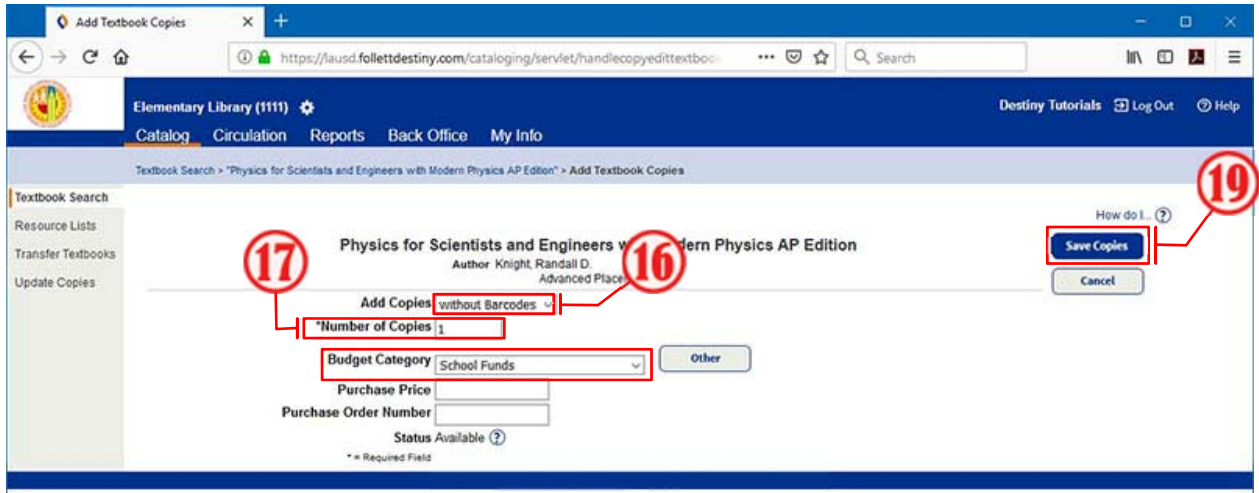 Add Textbook Copies
https://lausd.follettdestiny.com/cataloging/servlet/handlecopyedittextboo
Search
Elementary Library (1111)
Destiny Tutorials Log Out Help
Catalog Circulation Reports Back Office My Info
Textbook Search > "Physics for Scientists and Engineers with Modern Physics AP Edition" > Add Textbook Copies
19
Textbook Search
How do I...
Resource Lists
Transfer Textbooks
Update Copies
17
Physics for Scientists and Engineers w dern Physics AP Edition
16
Save Copies
Author Knight, Randall D.
Advanced Place
Cancel
Add Copies without Barcodes
*Number of Copies 1
Budget Category School Funds Other
Purchase Price
Purchase Order Number
Status Available
* = Required Field